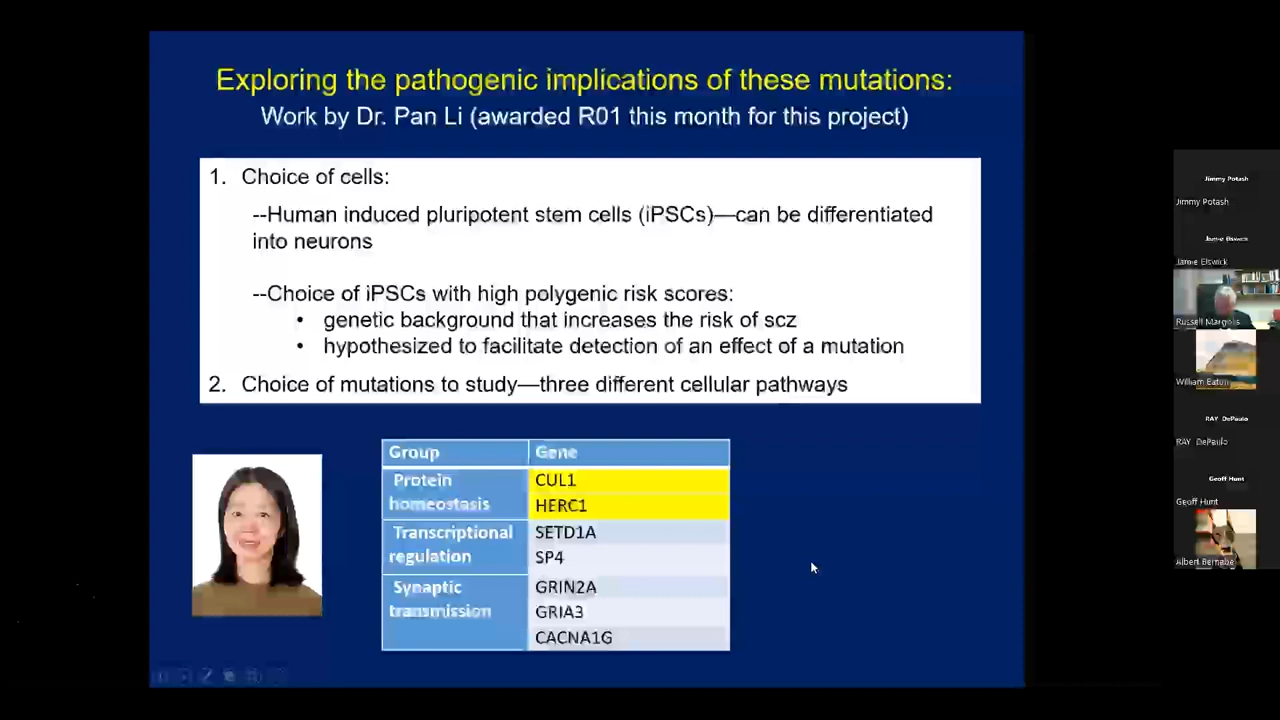 Exploring the pathogenic implications of these mutations:
Work by Dr. Pan Li (awarded R01 this month for this project)
1. Choice of cells:
--Human induced pluripotent stem cells (iPSCs)—can be differentiated
into neurons
--Choice of iPSCs with high polygenic risk scores:
• genetic background that increases the risk of scz
• hypothesized to facilitate detection of an effect of a mutation
2. Choice of mutations to study—three different cellular pathways
Group Gene
Protein
homeostasis
CUL1
HERC1
Transcriptional
regulation
SETD1A
SP4
Synaptic
transmission
GRIN2A
GRIA3
CACNA1G
Jimmy Potash
Jimmy Potash
Jamie Elswick
Jamie Elswick
Russell Margolis
William Eaton
RAY DePaulo
RAY DePaulo
Geoff Hunt
Geoff Hunt
Albert Bernabe